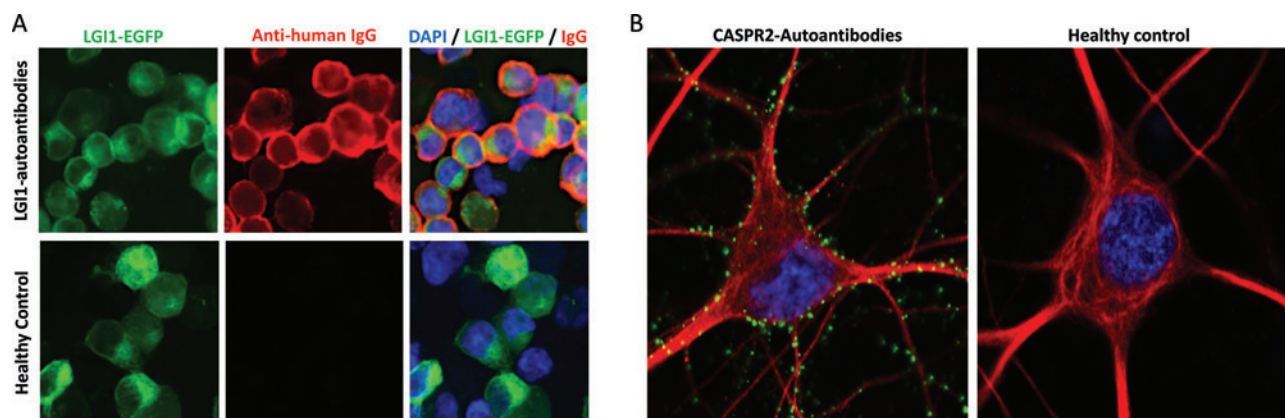 A
LGI1-EGFP
Anti-human IgG
DAPI / LGI1-EGFP / IgG
LGI1-autoantibodies
Healthy Control
B
CASPR2-Autoantibodies
Healthy control